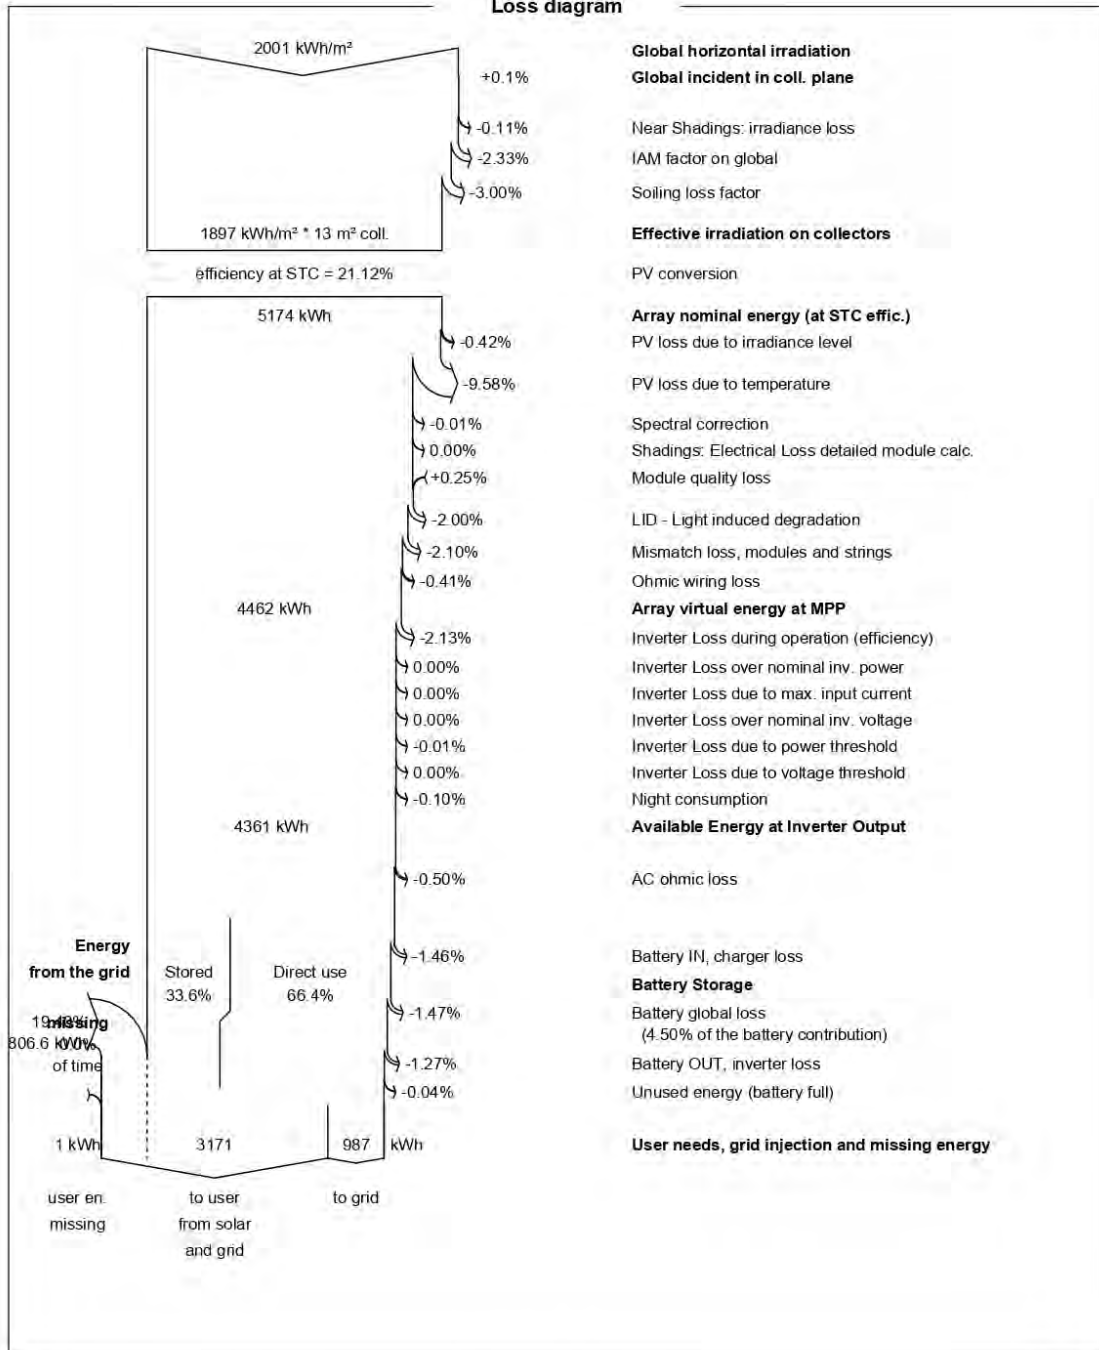 Loss diagram
2001 kWh/m²
Global horizontal irradiation
+0.1%
Global incident in coll. plane
-0.11%
Near Shadings: irradiance loss
-2.33%
IAM factor on global
-3.00%
Soiling loss factor
1897 kWh/m² * 13 m² coll.
Effective irradiation on collectors
efficiency at STC = 21.12%
PV conversion
5174 kWh
Array nominal energy (at STC effic.)
-0.42%
PV loss due to irradiance level
-9.58%
PV loss due to temperature
-0.01%
Spectral correction
0.00%
Shadings: Electrical Loss detailed module calc.
+0.25%
Module quality loss
-2.00%
LID - Light induced degradation
-2.10%
Mismatch loss, modules and strings
-0.41%
Ohmic wiring loss
4462 kWh
Array virtual energy at MPP
-2.13%
Inverter Loss during operation (efficiency)
0.00%
Inverter Loss over nominal inv. power
0.00%
Inverter Loss due to max. input current
0.00%
Inverter Loss over nominal inv. voltage
-0.01%
Inverter Loss due to power threshold
0.00%
Inverter Loss due to voltage threshold
-0.10%
Night consumption
4361 kWh
Available Energy at Inverter Output
-0.50%
AC ohmic loss
Energy
from the grid
Stored
33.6%
Direct use
66.4%
-1.46%
Battery IN, charger loss
Battery Storage
-1.47%
Battery global loss
(4.50% of the battery contribution)
missing
806.6 kWh
0.0%
of time
-1.27%
Battery OUT, inverter loss
-0.04%
Unused energy (battery full)
1 kWh
3171
987
kWh
User needs, grid injection and missing energy
user en.
missing
to user
from solar
and grid
to grid